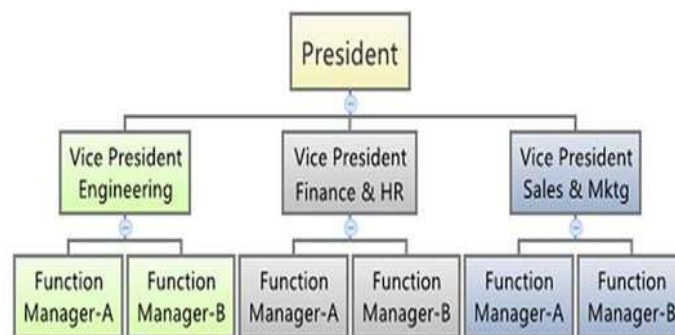 President
Vice President
Engineering
Vice President
Finance & HR
Vice President
Sales & Mktg
Function
Manager-A
Function
Manager-B
Function
Manager-A
Function
Manager-B
Function
Manager-A
Function
Manager-B